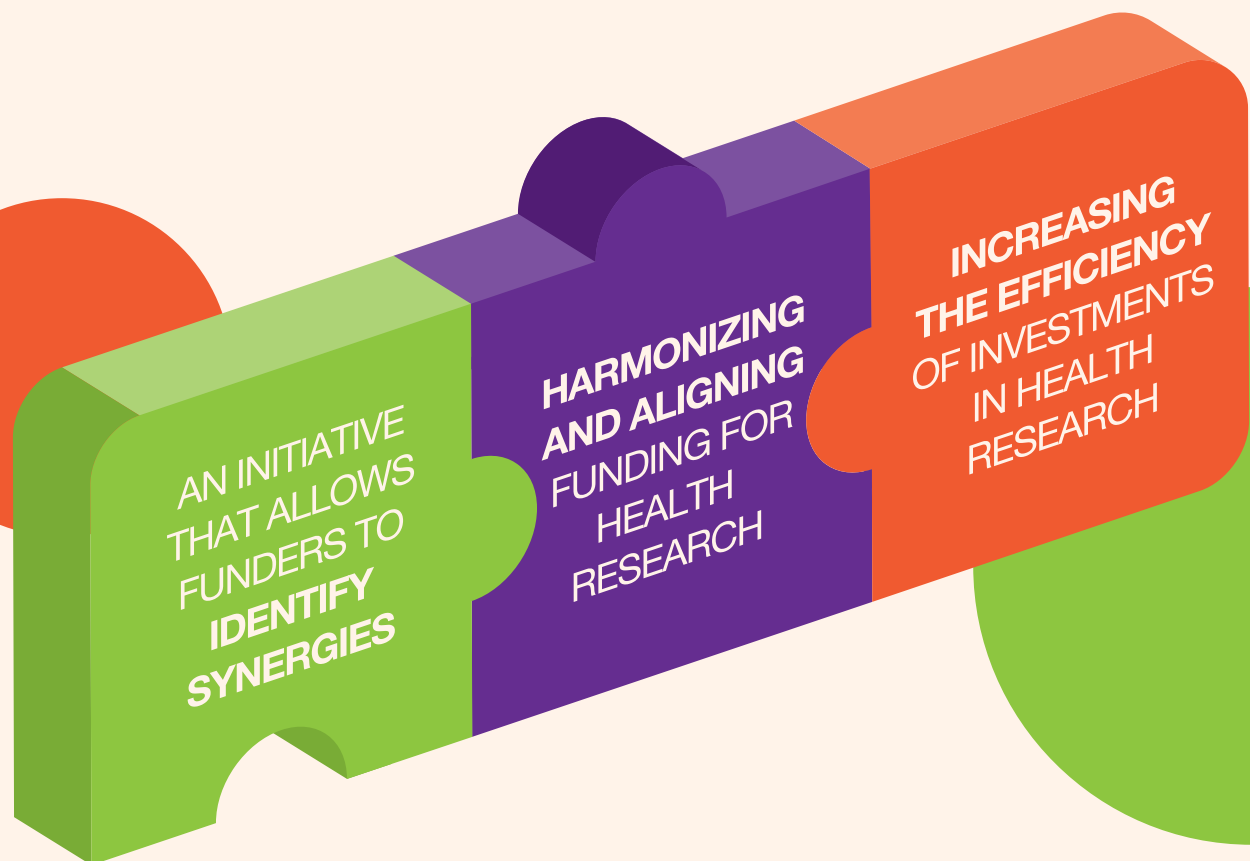 AN INITIATIVE
THAT ALLOWS
FUNDERS TO
IDENTIFY
SYNERGIES
HARMONIZING
AND ALIGNING
FUNDING FOR
HEALTH
RESEARCH
INCREASING
THE EFFICIENCY
OF INVESTMENTS
IN HEALTH
RESEARCH